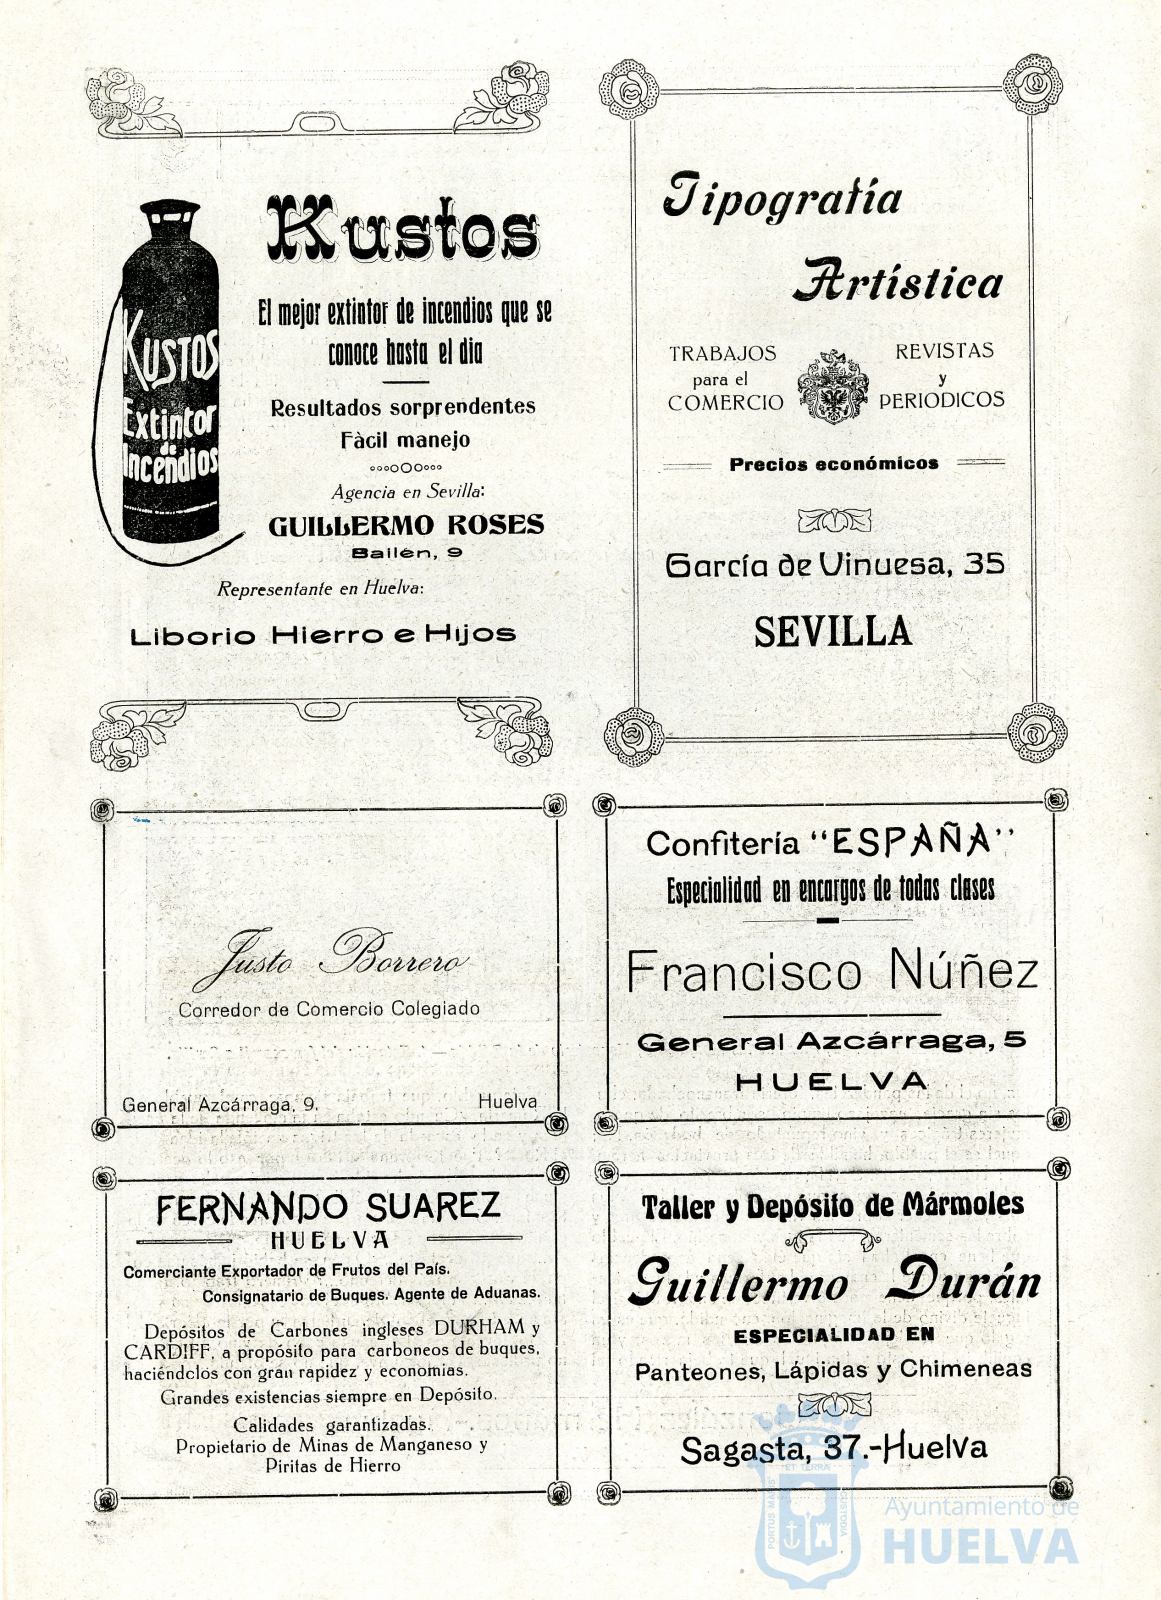 Kustos
KUSTOS
Extintor
de
Incendios
El mejor extintor de incendios que se
conoce hasta el dia
Resultados sorprendentes
Fàcil manejo
Agencia en Sevilla:
GUILLERMO ROSES
Bailén, 9
Representante en Huelva:
Liborio Hierro e Hijos
Tipografía
Artística
TRABAJOS
para el
COMERCIO
REVISTAS
y
PERIODICOS
Precios económicos
García de Vinuesa, 35
SEVILLA
Justo Borrero
Corredor de Comercio Colegiado
General Azcárraga, 9.
Huelva
Confitería "ESPAÑA"
Especialidad en encargos de todas clases
Francisco Núñez
General Azcárraga, 5
HUELVA
FERNANDO SUAREZ
HUELVA
Comerciante Exportador de Frutos del País.
Consignatario de Buques. Agente de Aduanas.
Depósitos de Carbones ingleses DURHAM y
CARDIFF, a propósito para carboneos de buques,
haciéndolos con gran rapidez y economias.
Grandes existencias siempre en Depósito.
Calidades garantizadas.
Propietario de Minas de Manganeso y
Piritas de Hierro
Taller y Depósito de Mármoles
Guillermo Durán
ESPECIALIDAD EN
Panteones, Lápidas y Chimeneas
Sagasta, 37.-Huelva
PORTUS MARIS
ET TERRÆ
CUSTODIA
Ayuntamiento de
HUELVA